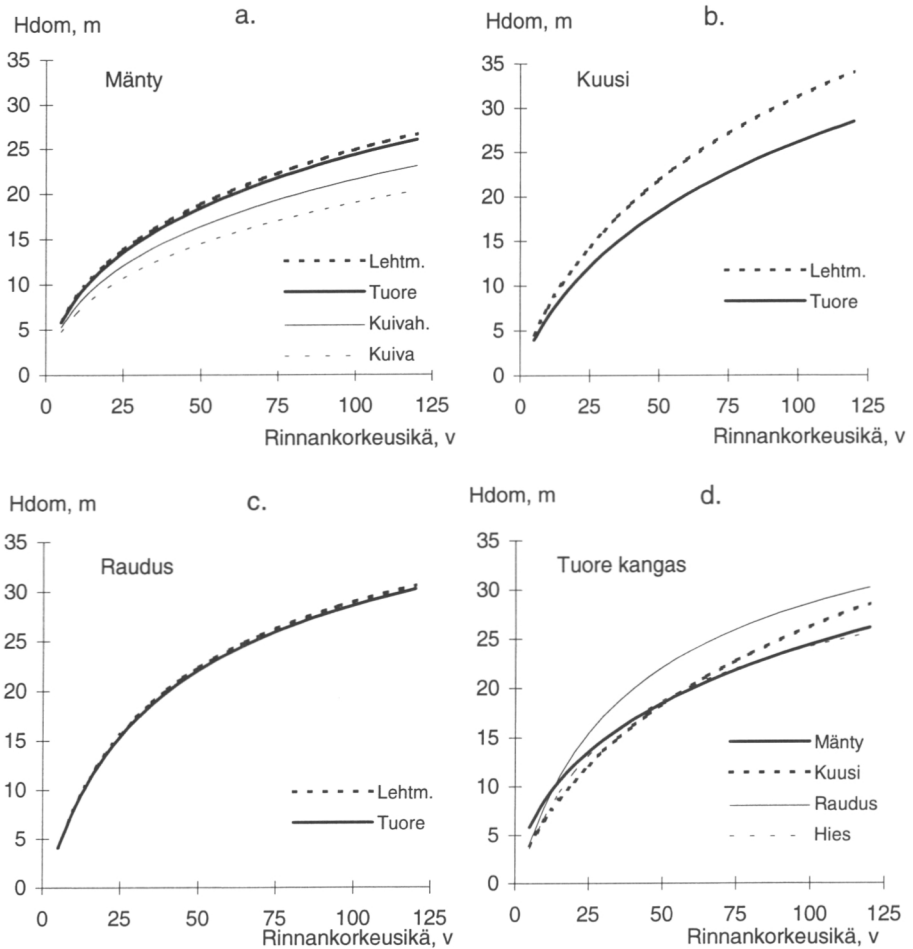 Hdom, m
a.
Mänty
35
30
25
20
15
10
5
0
0 25 50 75 100 125
Rinnankorkeusikä, v
Lehtm.
Tuore
Kuivah.
Kuiva
Hdom, m
b.
Kuusi
35
30
25
20
15
10
5
0
0 25 50 75 100 125
Rinnankorkeusikä, v
Lehtm.
Tuore
Hdom, m
c.
Raudus
35
30
25
20
15
10
5
0
0 25 50 75 100 125
Rinnankorkeusikä, v
Lehtm.
Tuore
Hdom, m
d.
Tuore kangas
35
30
25
20
15
10
5
0
0 25 50 75 100 125
Rinnankorkeusikä, v
Mänty
Kuusi
Raudus
Hies